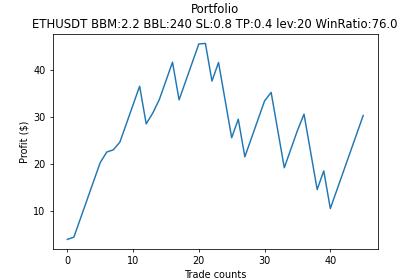 Portfolio
ETHUSDT BBM:2.2 BBL:240 SL:0.8 TP:0.4 lev:20 WinRatio:76.0
Profit ($)
40
30
20
10
0
10
20
30
40
Trade counts